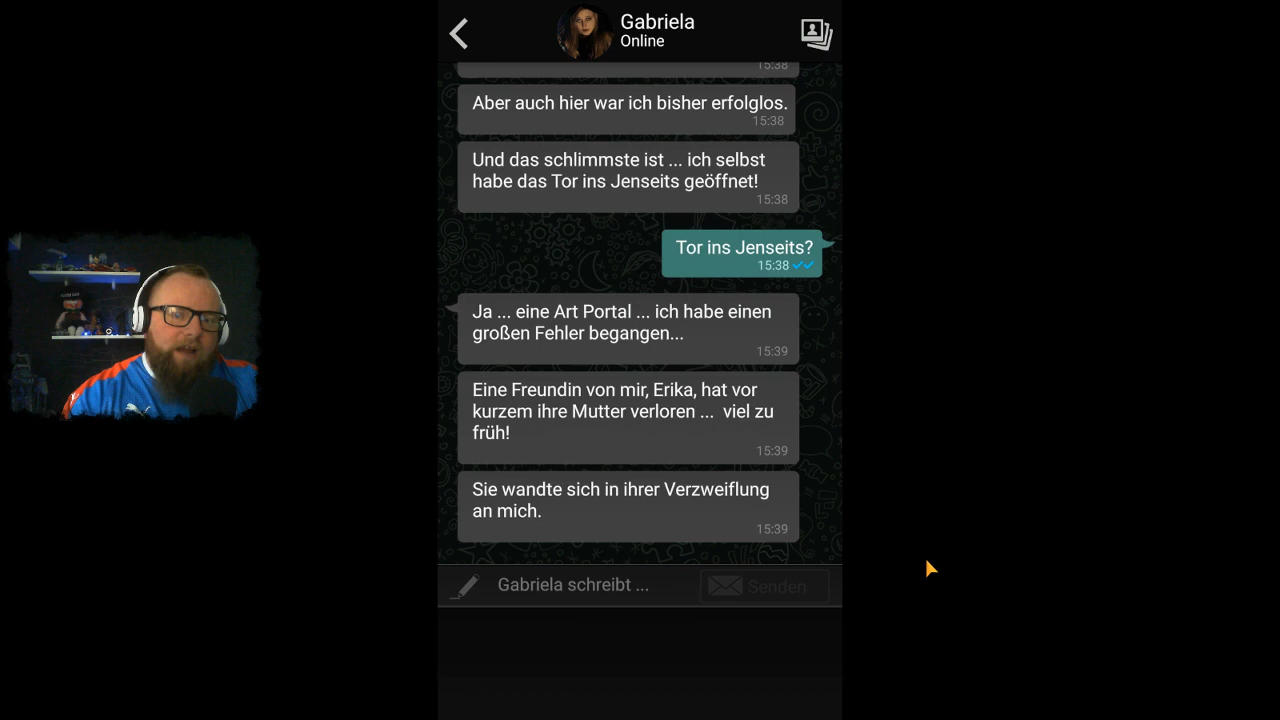 Gabriela
Online
15:38
Aber auch hier war ich bisher erfolglos.
15:38
Und das schlimmste ist ... ich selbst
habe das Tor ins Jenseits geöffnet!
15:38
Tor ins Jenseits?
15:38
Ja ... eine Art Portal ... ich habe einen
großen Fehler begangen...
15:39
Eine Freundin von mir, Erika, hat vor
kurzem ihre Mutter verloren ... viel zu
früh!
15:39
Sie wandte sich in ihrer Verzweiflung
an mich.
15:39
Gabriela schreibt ...
Senden